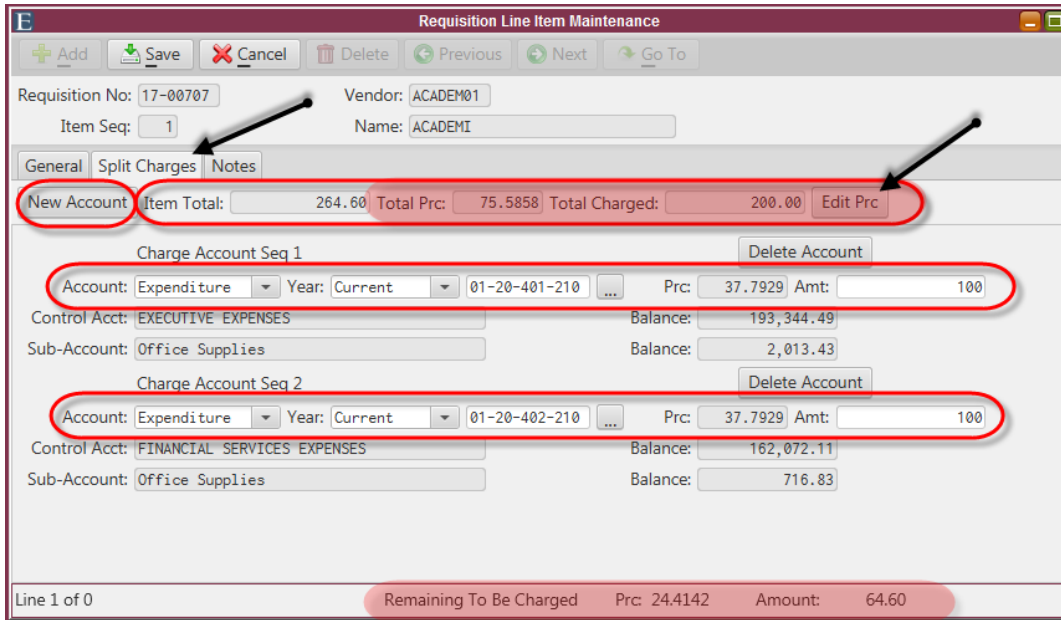 E Requisition Line Item Maintenance
Add Save Cancel Delete Previous Next Go To
Requisition No: 17-00707 Vendor: ACADEM01
Item Seq: 1 Name: ACADEMI
General Split Charges Notes
New Account Item Total: 264.60 Total Prc: 75.5858 Total Charged: 200.00 Edit Prc
Charge Account Seq 1 Delete Account
Account: Expenditure Year: Current 01-20-401-210 ... Prc: 37.7929 Amt: 100
Control Acct: EXECUTIVE EXPENSES Balance: 193,344.49
Sub-Account: Office Supplies Balance: 2,013.43
Charge Account Seq 2 Delete Account
Account: Expenditure Year: Current 01-20-402-210 ... Prc: 37.7929 Amt: 100
Control Acct: FINANCIAL SERVICES EXPENSES Balance: 162,072.11
Sub-Account: Office Supplies Balance: 716.83
Line 1 of 0 Remaining To Be Charged Prc: 24.4142 Amount: 64.60